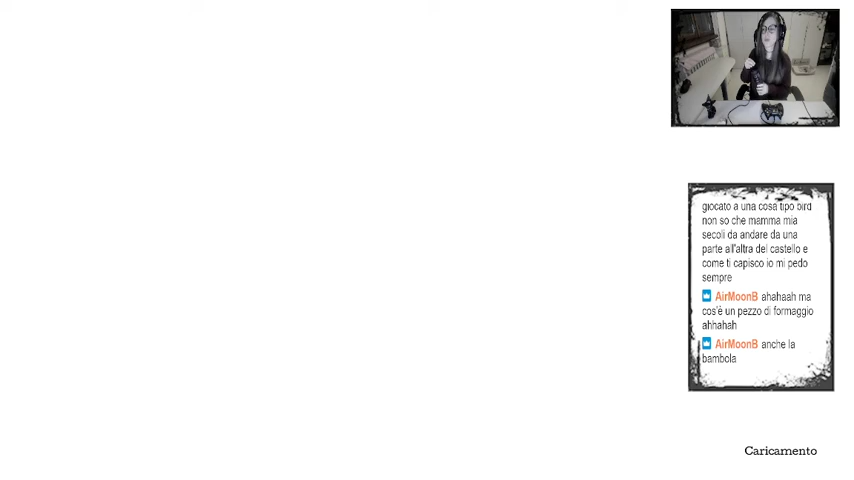 giocato a una cosa tipo bird
non so che mamma mia
secoli da andare da una
parte all'altra del castello e
come ti capisco io mi pedo
sempre
AirMoonB ahahaah ma
cos'è un pezzo di formaggio
ahhahah
AirMoonB anche la
bambola
Caricamento